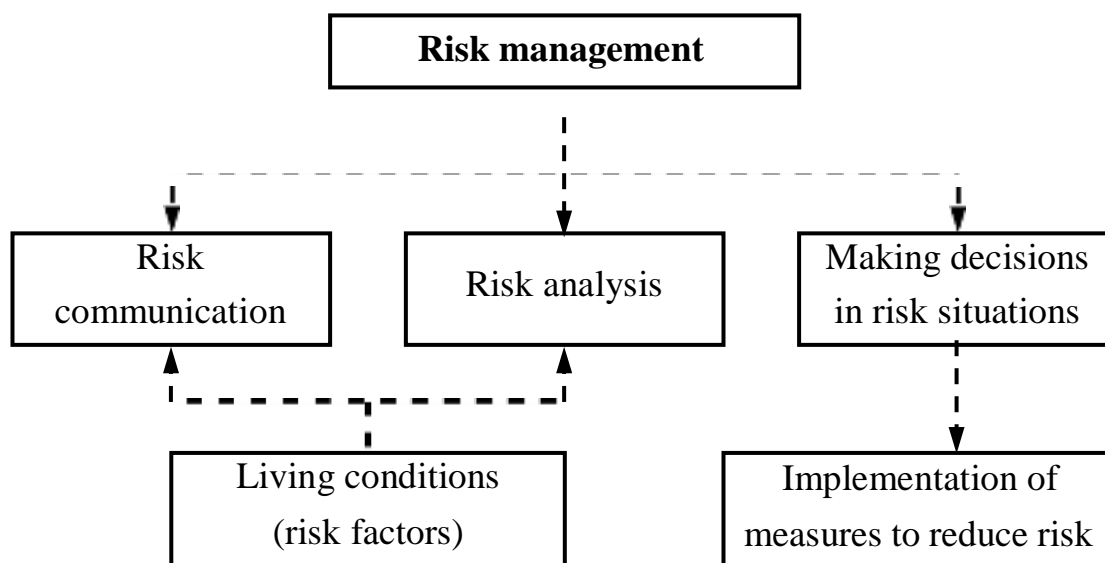 Risk management
Risk
communication
Risk analysis
Making decisions
in risk situations
Living conditions
(risk factors)
Implementation of
measures to reduce risk